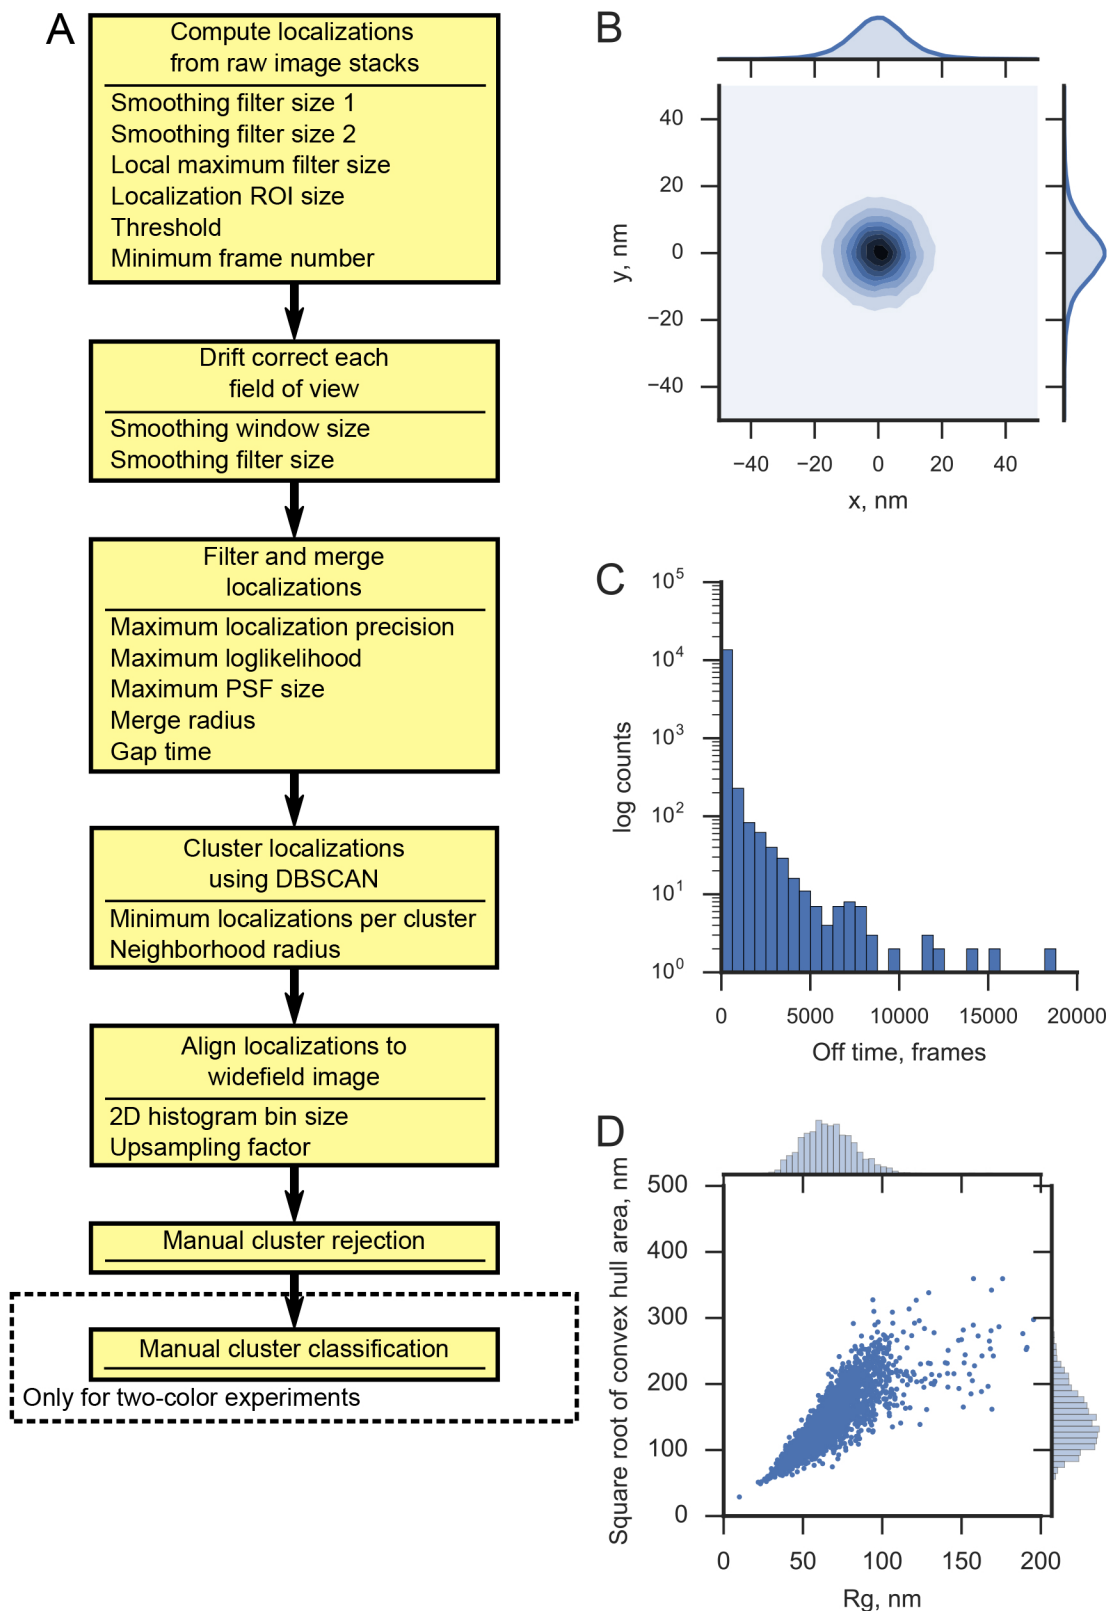 A
Compute localizations
from raw image stacks
Smoothing filter size 1
Smoothing filter size 2
Local maximum filter size
Localization ROI size
Threshold
Minimum frame number
Drift correct each
field of view
Smoothing window size
Smoothing filter size
Filter and merge
localizations
Maximum localization precision
Maximum loglikelihood
Maximum PSF size
Merge radius
Gap time
Cluster localizations
using DBSCAN
Minimum localizations per cluster
Neighborhood radius
Align localizations to
widefield image
2D histogram bin size
Upsampling factor
Manual cluster rejection
Manual cluster classification
Only for two-color experiments
B
40
20
0
−20
−40
y, nm
−40 −20 0 20 40
x, nm
C
10^5
10^4
10^3
10^2
10^1
10^0
log counts
0 5000 10000 15000 20000
Off time, frames
D
500
400
300
200
100
0
Square root of convex hull area, nm
0 50 100 150 200
Rg, nm